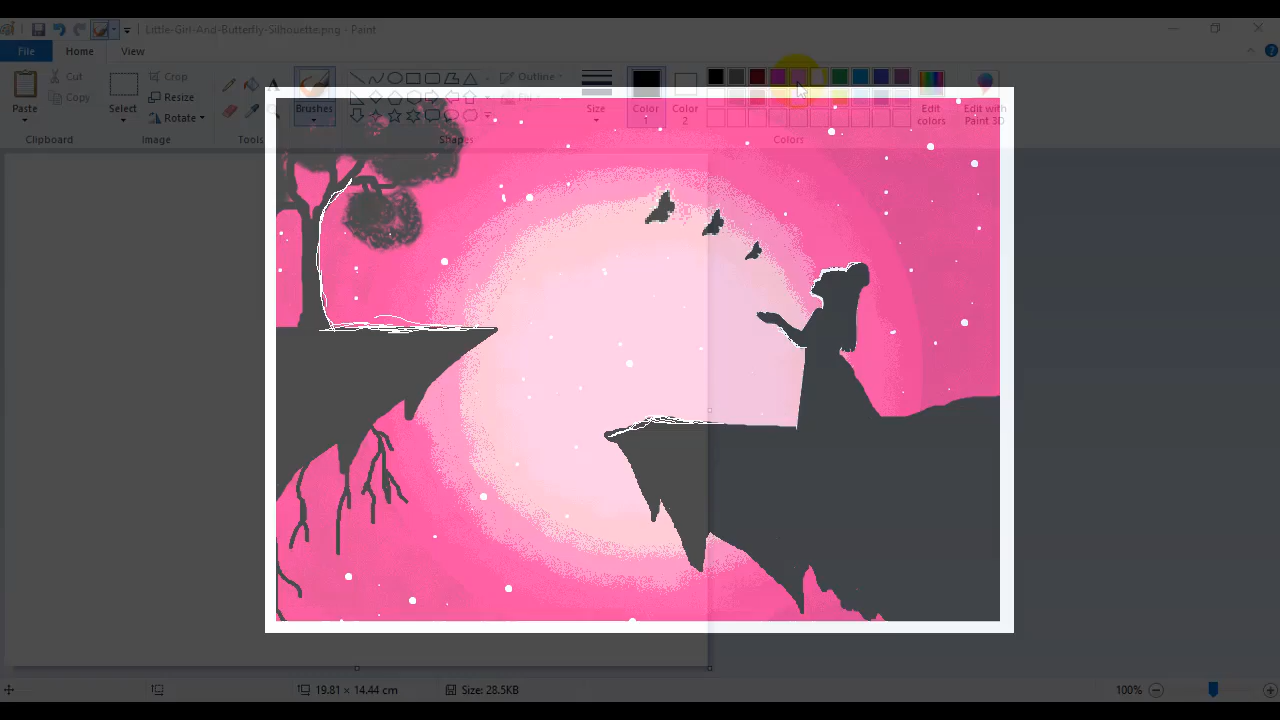 Little-Girl-And-Butterfly-Silhouette.png - Paint
File Home View
Paste Cut Copy Clipboard
Select Crop Resize Rotate Image
A Tools
Brushes
Outline Fill Shapes
Size
Color 1
Color 2
Edit colors
Edit with Paint 3D
Colors
19.81 × 14.44 cm Size: 28.5KB 100%